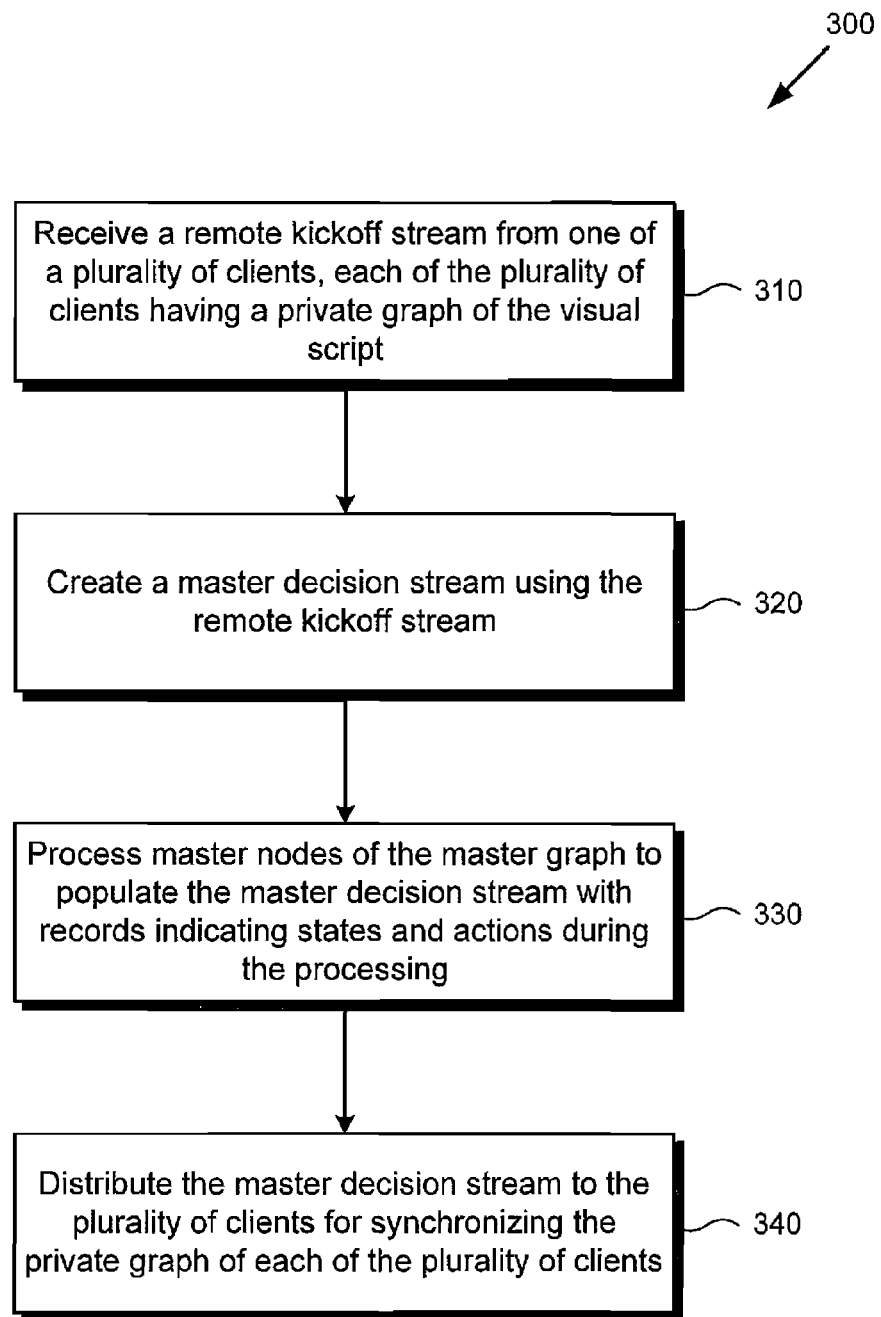 300
Receive a remote kickoff stream from one of
a plurality of clients, each of the plurality of
clients having a private graph of the visual
script
310
Create a master decision stream using the
remote kickoff stream
320
Process master nodes of the master graph to
populate the master decision stream with
records indicating states and actions during
the processing
330
Distribute the master decision stream to the
plurality of clients for synchronizing the
private graph of each of the plurality of clients
340